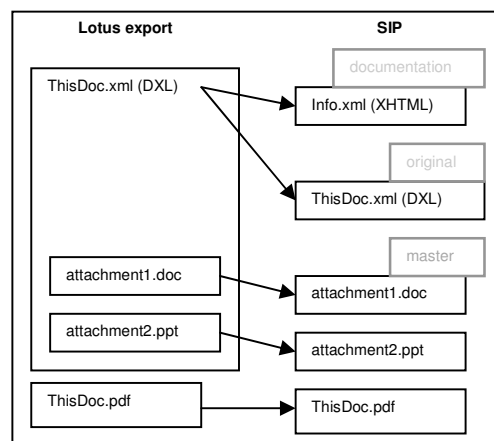 Lotus export
SIP
documentation
ThisDoc.xml (DXL)
Info.xml (XHTML)
original
ThisDoc.xml (DXL)
master
attachment1.doc
attachment1.doc
attachment2.ppt
attachment2.ppt
ThisDoc.pdf
ThisDoc.pdf